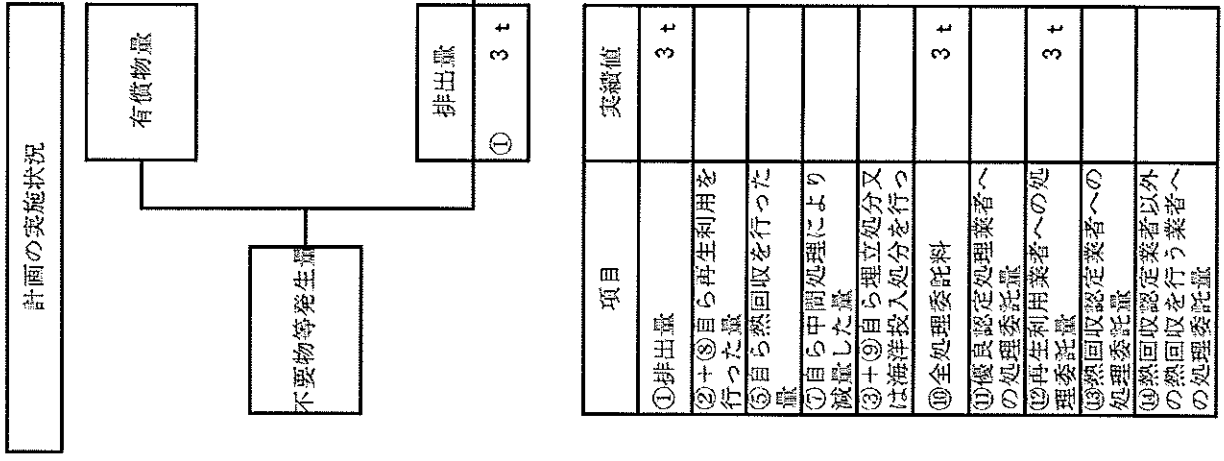 計画の実施状況
有償物量
不要物等発生量
排出量
① 3 t
項目 実績値
①排出量 3 t
②+⑧自ら再生利用を
行った量
⑤自ら熱回収を行った
量
⑦自ら中間処理により
減量した量
③+⑨自ら埋立処分又
は海洋投入処分を行っ
⑩全処理委託料 3 t
⑪優良認定処理業者へ
の処理委託量
⑫再生利用業者への処
理委託量 3 t
⑬熱回収認定業者への
処理委託量
⑭熱回収認定業者以外
の熱回収を行う業者へ
の処理委託量